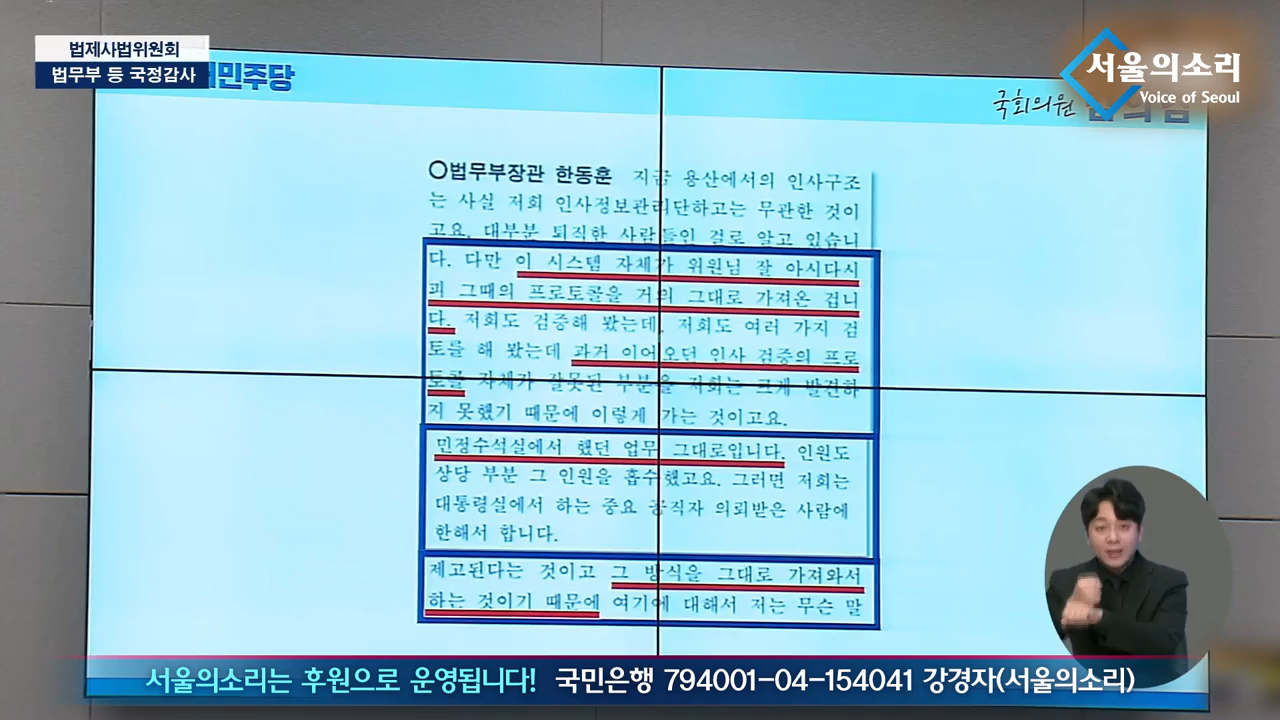 법제사법위원회
법무부 등 국정감사
민주당
서울의소리
Voice of Seoul
국회의원
○법무부장관 한동훈 지금 용산에서의 인사구조
는 사실 저희 인사정보관리단하고는 무관한 것이
고요. 대부분 퇴직한 사람들인 걸로 알고 있습니
다. 다만 이 시스템 자체가 위원님 잘 아시다시
피 그때의 프로토콜을 거의 그대로 가져온 겁니
다. 저희도 검증해 봤는데, 저희도 여러 가지 검
토를 해 봤는데 과거 이어오던 인사 검증의 프로
토콜 자체가 잘못된 부분을 저희는 크게 발견하
지 못했기 때문에 이렇게 가는 것이고요.
민정수석실에서 했던 업무 그대로입니다. 인원도
상당 부분 그 인원을 흡수했고요. 그러면 저희는
대통령실에서 하는 중요 공직자 의뢰받은 사람에
한해서 합니다.
제고된다는 것이고 그 방식을 그대로 가져와서
하는 것이기 때문에 여기에 대해서 저는 무슨 말
서울의소리는 후원으로 운영됩니다! 국민은행 794001-04-154041 강경자(서울의소리)